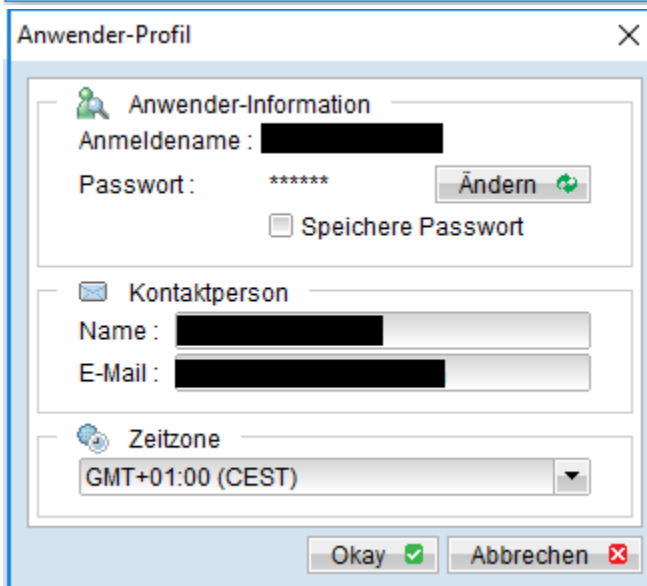 Anwender-Profil
Anwender-Information
Anmeldename :
Passwort : ****** Ändern
Speichere Passwort
Kontaktperson
Name :
E-Mail :
Zeitzone
GMT+01:00 (CEST)
Okay Abbrechen